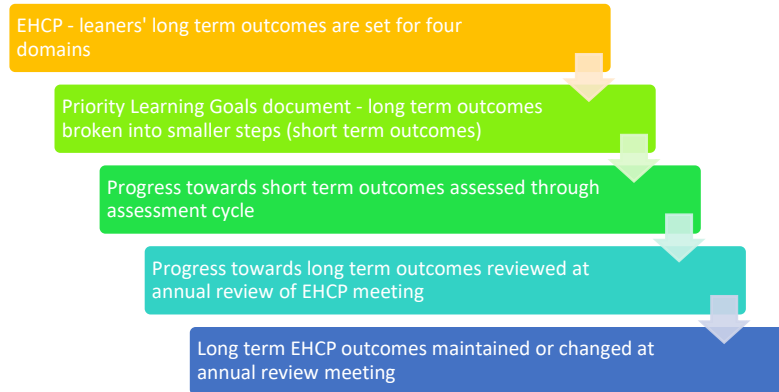 EHCP - leaners' long term outcomes are set for four
domains
Priority Learning Goals document - long term outcomes
broken into smaller steps (short term outcomes)
Progress towards short term outcomes assessed through
assessment cycle
Progress towards long term outcomes reviewed at
annual review of EHCP meeting
Long term EHCP outcomes maintained or changed at
annual review meeting